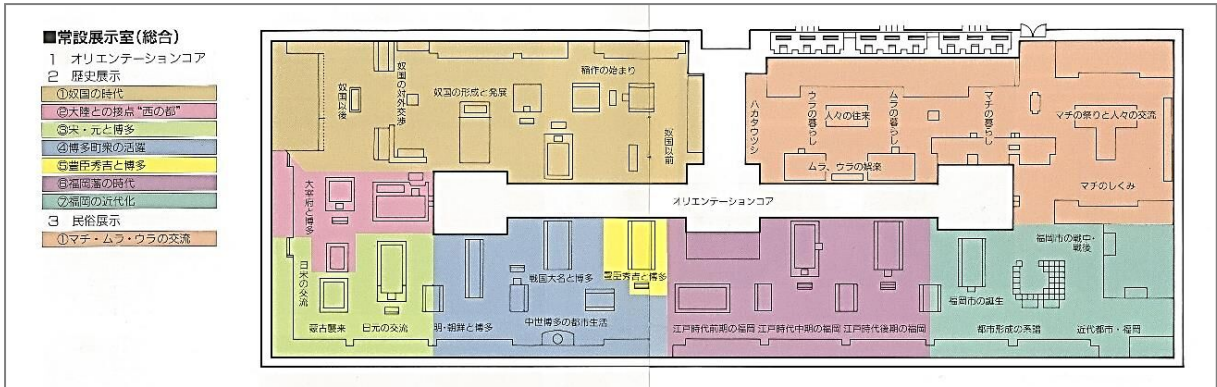 ■常設展示室(総合)
1 オリエンテーションコア
2 歴史展示
①奴国の時代
②大陸との接点“西の都”
③宋・元と博多
④博多町衆の活躍
⑤豊臣秀吉と博多
⑥福岡藩の時代
⑦福岡の近代化
3 民俗展示
①マチ・ムラ・ウラの交流
奴国以後
奴国の対外交渉
奴国の形成と発展
稲作の始まり
奴国以前
ハカタウツシ
ウラの暮らし
人々の往来
ムラの暮らし
マチの暮らし
マチの祭りと人々の交流
ムラ、ウラの娯楽
マチのしくみ
オリエンテーションコア
大宰府と博多
日宋の交流
蒙古襲来
日元の交流
明・朝鮮と博多
戦国大名と博多
中世博多の都市生活
豊臣秀吉と博多
江戸時代前期の福岡
江戸時代中期の福岡
江戸時代後期の福岡
福岡市の誕生
福岡市の戦中・
戦後
都市形成の系譜
近代都市・福岡